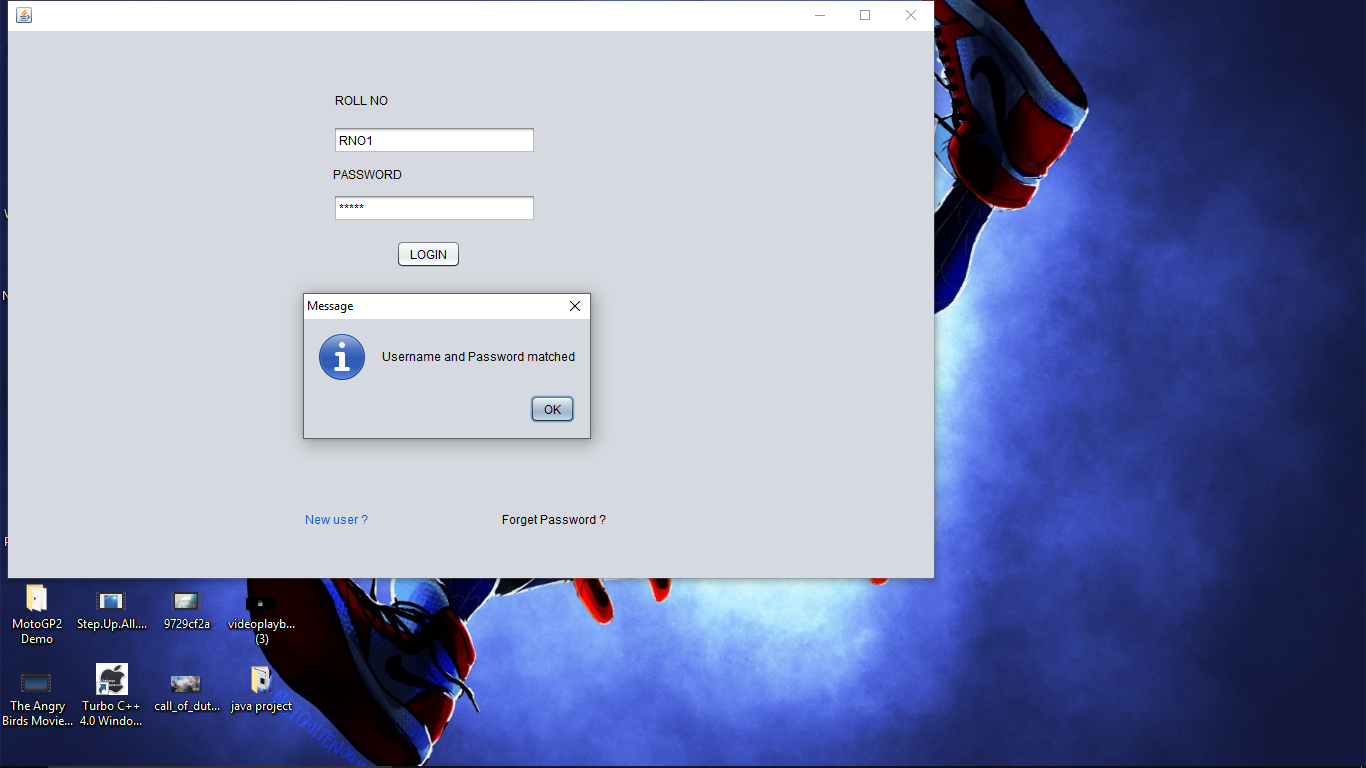 ROLL NO
RNO1
PASSWORD
*****
LOGIN
Message
Username and Password matched
OK
New user ?
Forget Password ?
MotoGP2
Demo
Step.Up.All....
9729cf2a
videoplayb...
(3)
The Angry
Birds Movie...
Turbo C++
4.0 Windo...
call_of_dut...
java project